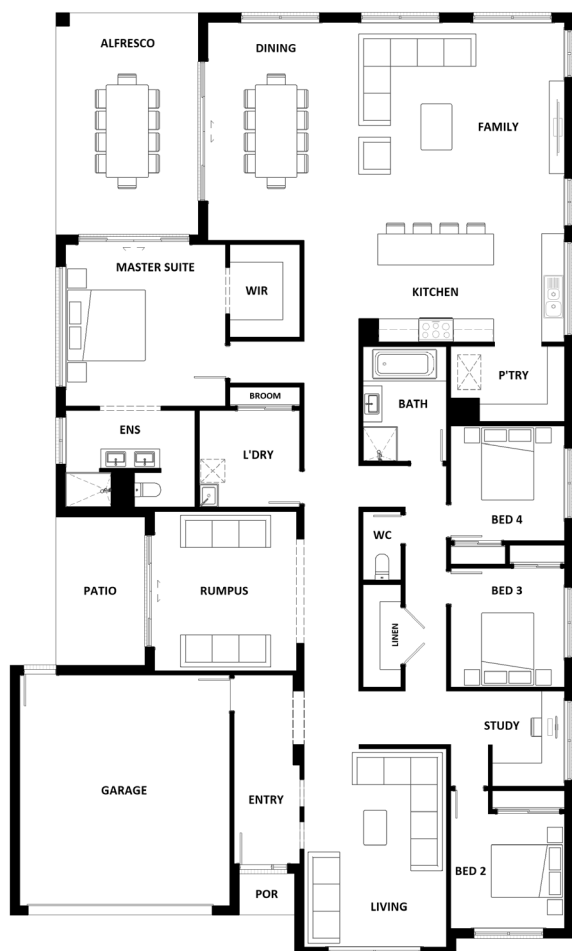 ALFRESCO
DINING
FAMILY
MASTER SUITE
WIR
KITCHEN
P'TRY
BROOM
BATH
ENS
L'DRY
BED 4
WC
PATIO
RUMPUS
BED 3
LINEN
STUDY
GARAGE
ENTRY
BED 2
POR
LIVING